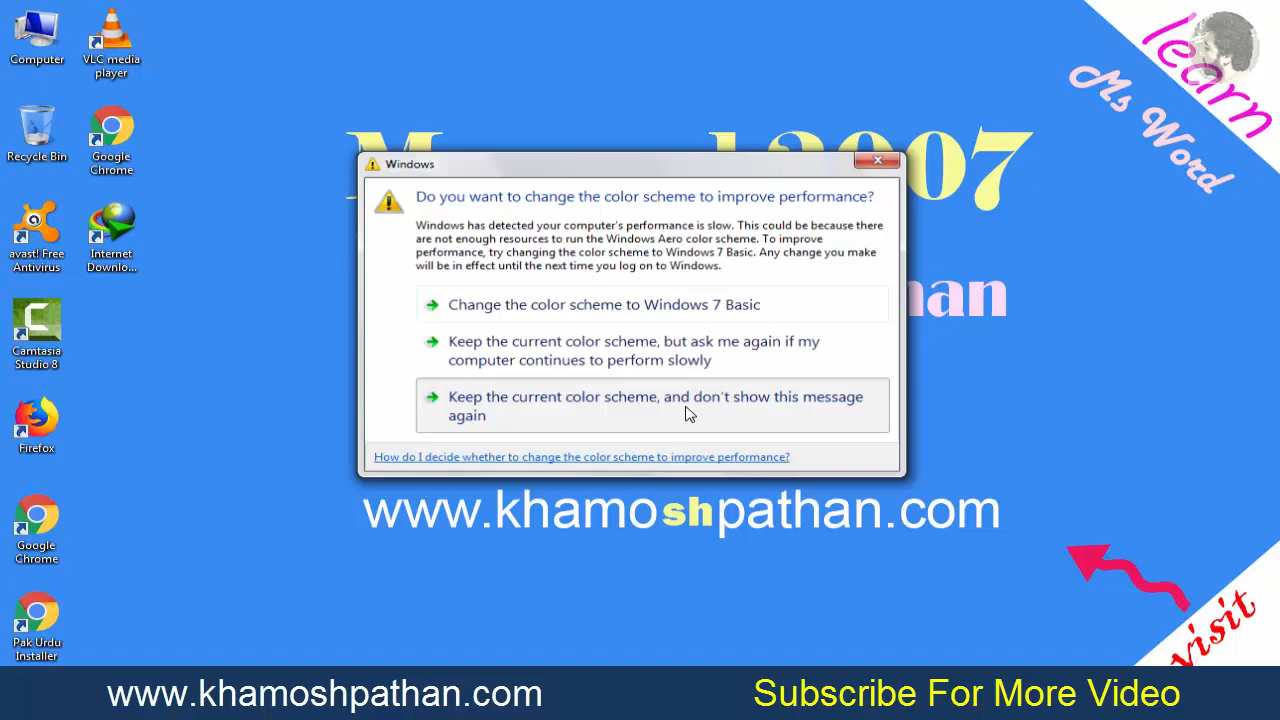 Computer
VLC media
player
Recycle Bin
Google
Chrome
avast! Free
Antivirus
Internet
Downlo...
Camtasia
Studio 8
Firefox
Google
Chrome
Pak Urdu
Installer
learn
Ms Word
2007
Windows
Do you want to change the color scheme to improve performance?
Windows has detected your computer's performance is slow. This could be because there
are not enough resources to run the Windows Aero color scheme. To improve
performance, try changing the color scheme to Windows 7 Basic. Any change you make
will be in effect until the next time you log on to Windows.
Change the color scheme to Windows 7 Basic
Keep the current color scheme, but ask me again if my
computer continues to perform slowly
Keep the current color scheme, and don't show this message
again
How do I decide whether to change the color scheme to improve performance?
www.khamoshpathan.com
visit
www.khamoshpathan.com
Subscribe For More Video